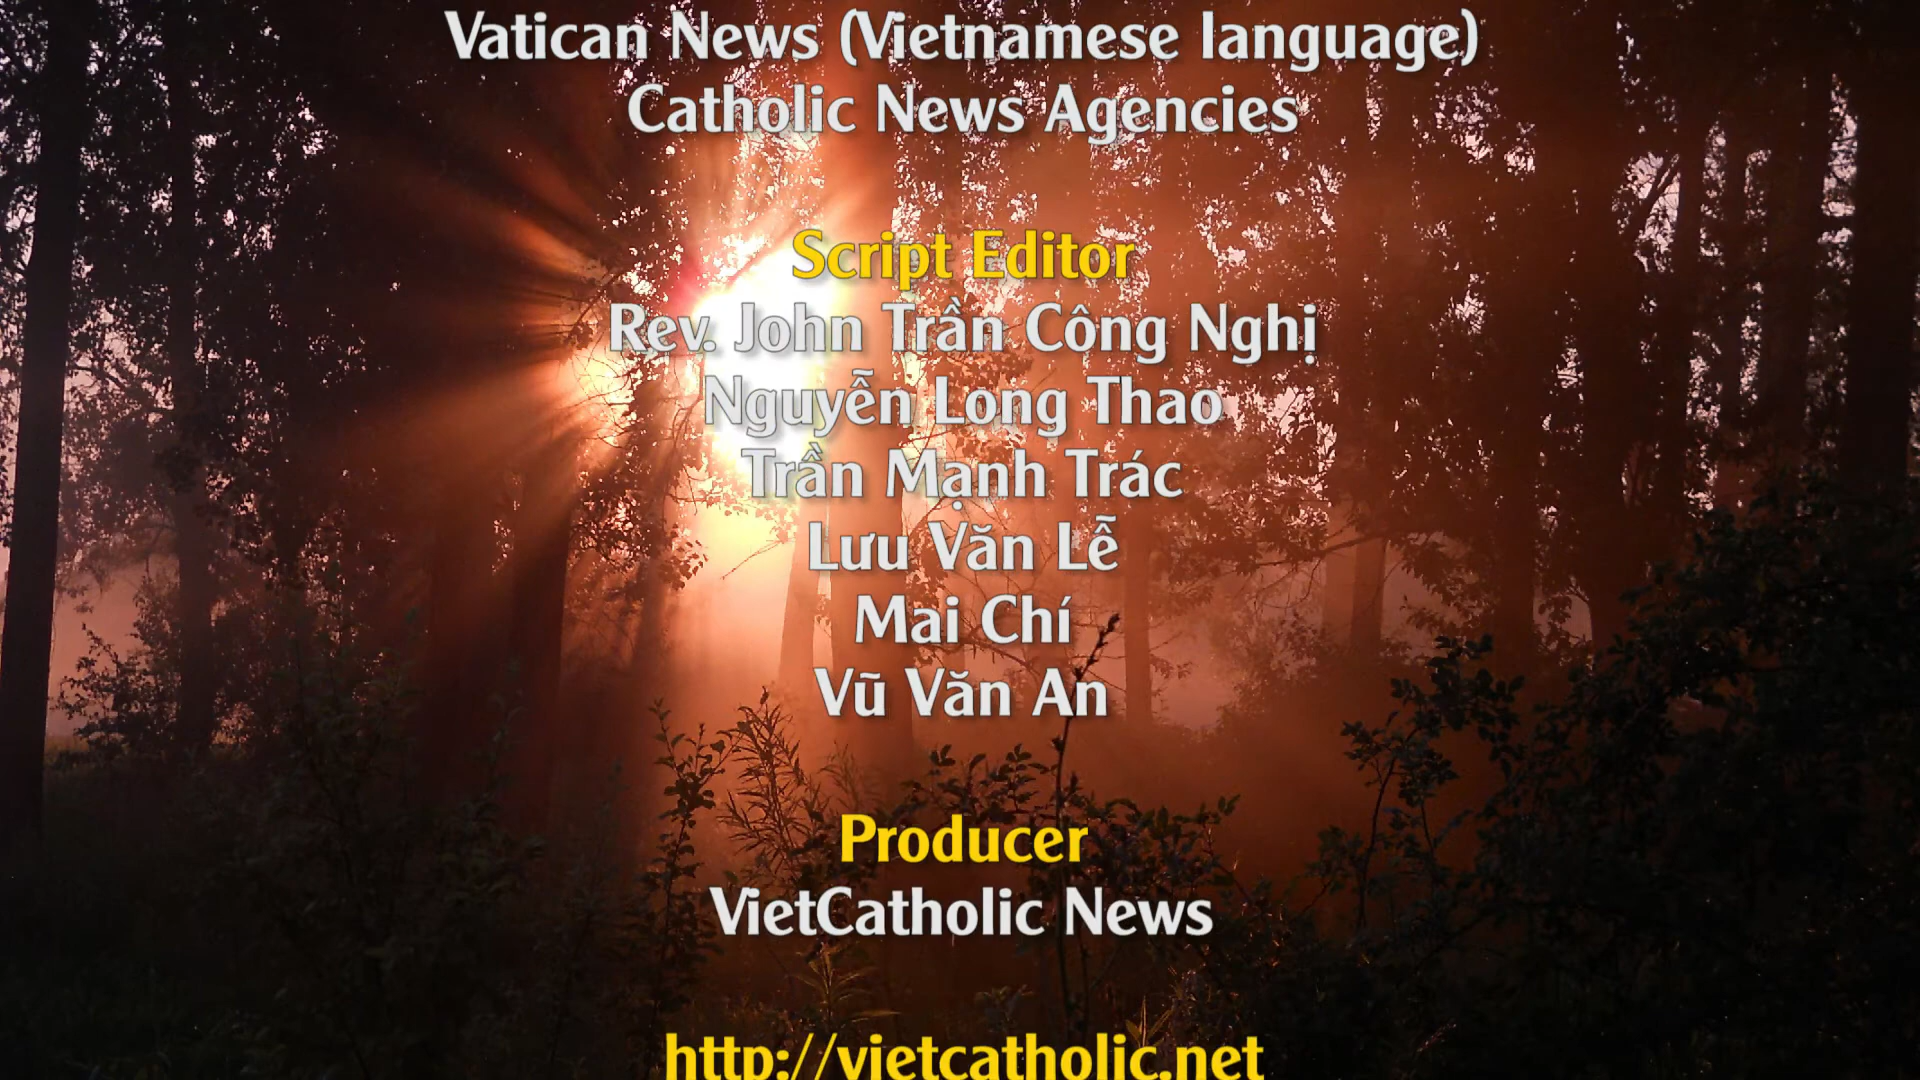 Vatican News (Vietnamese language)
Catholic News Agencies
Script Editor
Rev. John Trần Công Nghị
Nguyễn Long Thao
Trần Mạnh Trác
Lưu Văn Lễ
Mai Chí
Vũ Văn An
Producer
VietCatholic News
http://vietcatholic.net